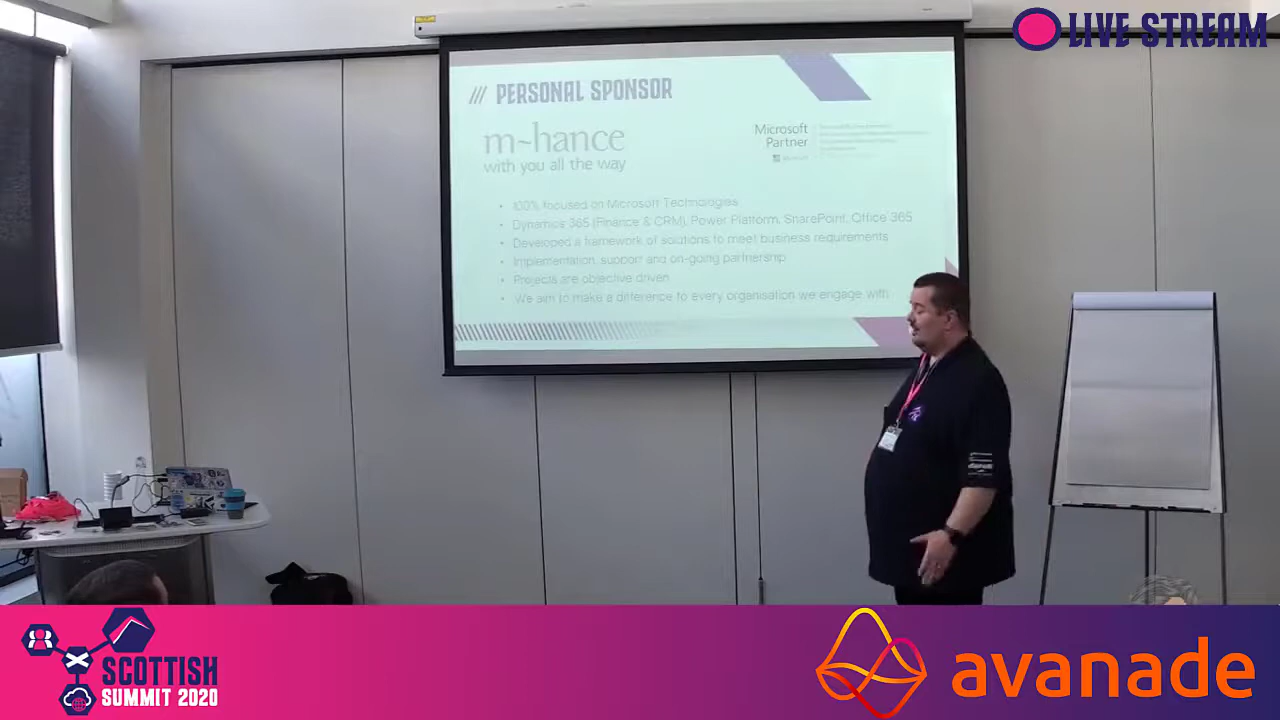 LIVE STREAM
/// PERSONAL SPONSOR
m~hance
with you all the way
Microsoft
Partner
Microsoft
• 100% focused on Microsoft Technologies
• Dynamics 365 (Finance & CRM), Power Platform, SharePoint, Office 365
• Developed a framework of solutions to meet business requirements
• Implementation, support and on-going partnership
• Projects are objective driven
• We aim to make a difference to every organisation we engage with
SCOTTISH
SUMMIT 2020
avanade